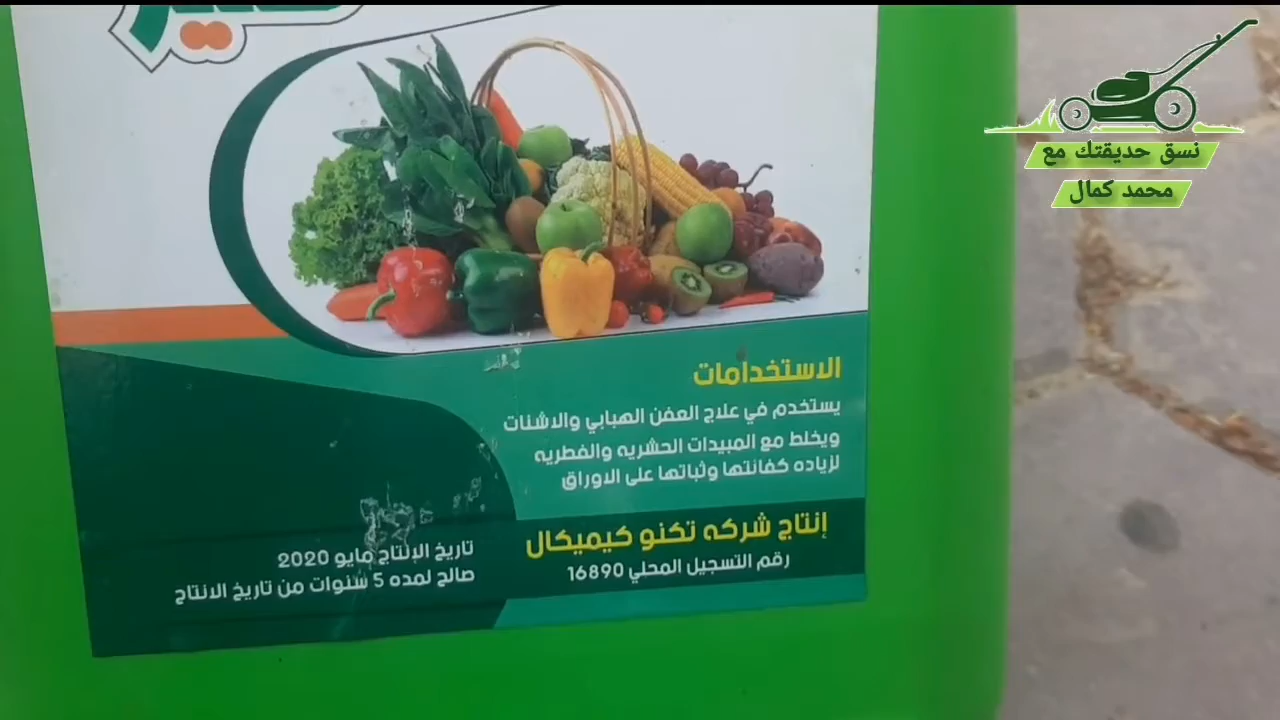 نسق حديقتك مع
محمد كمال
الاستخدامات
يستخدم في علاج العفن الهبابي والاشنات
ويخلط مع المبيدات الحشريه والفطريه
لزياده كفائتها وثباتها على الاوراق
إنتاج شركه تكنو كيميكال
رقم التسجيل المحلي 16890
تاريخ الإنتاج مايو 2020
صالح لمده 5 سنوات من تاريخ الانتاج